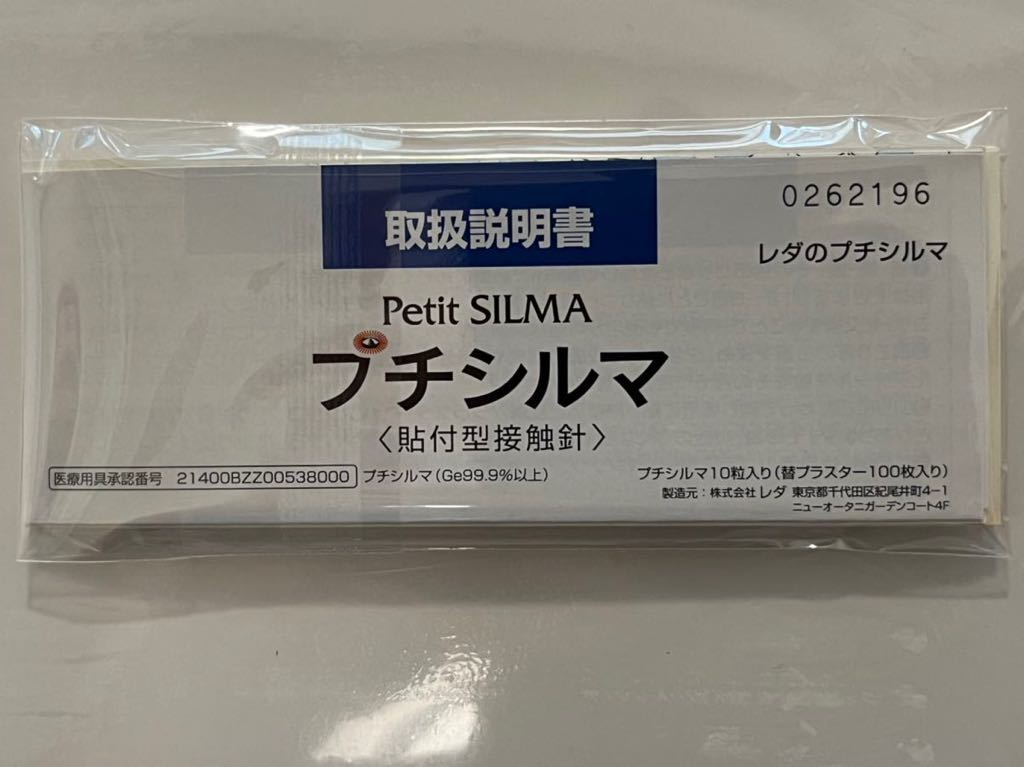 取扱説明書
0262196
レダのプチシルマ
Petit SILMA
プチシルマ
〈貼付型接触針〉
医療用具承認番号 21400BZZ00538000 プチシルマ(Ge99.9%以上)
プチシルマ10粒入り(替プラスター100枚入り)
製造元:株式会社レダ 東京都千代田区紀尾井町4-1
ニューオータニガーデンコート4F